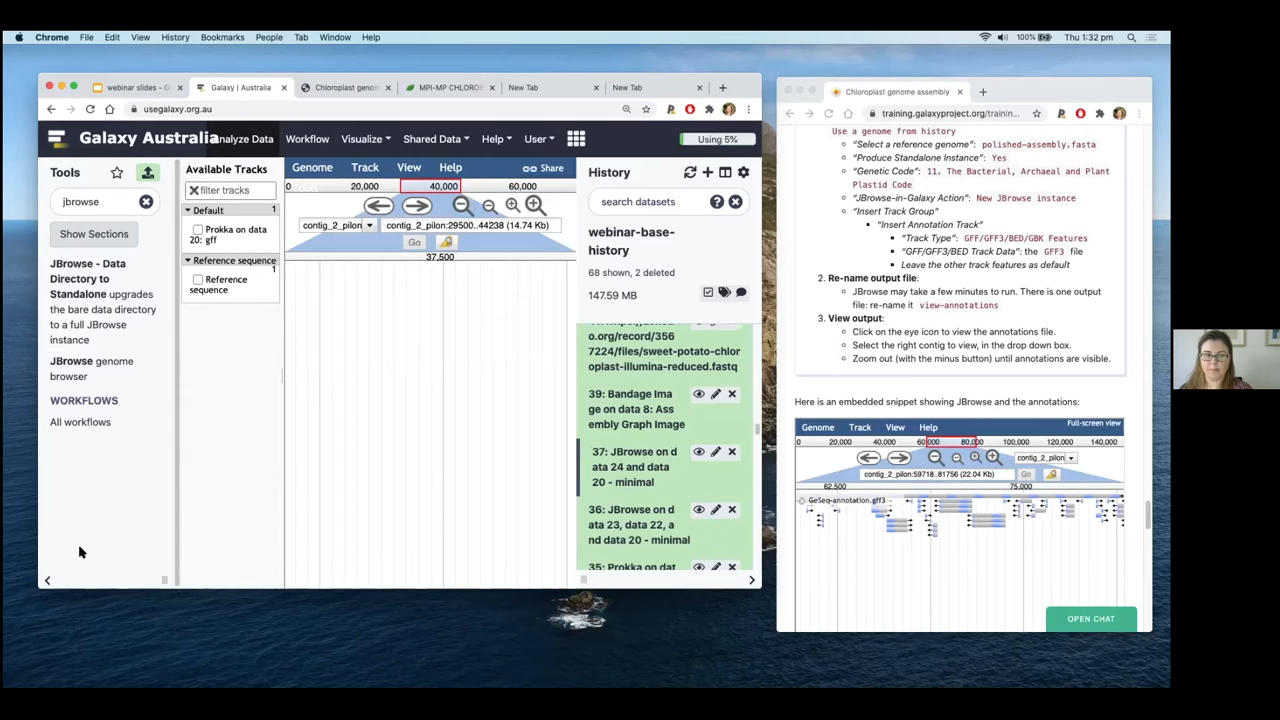 Chrome File Edit View History Bookmarks People Tab Window Help
100% Thu 1:32 pm
webinar slides - G
Galaxy | Australia
Chloroplast genom
MPI-MP CHLOROB
New Tab
New Tab
usegalaxy.org.au
Galaxy Australia
Analyze Data Workflow Visualize Shared Data Help User
Using 5%
Tools
jbrowse
Show Sections
JBrowse - Data
Directory to
Standalone upgrades
the bare data directory
to a full JBrowse
instance
JBrowse genome
browser
WORKFLOWS
All workflows
Available Tracks
filter tracks
Default 1
Prokka on data
20: gff
Reference sequence
1
Reference
sequence
Genome Track View Help Share
0 20,000 40,000 60,000
contig_2_pilon contig_2_pilon:29500..44238 (14.74 Kb)
Go
37,500
History
search datasets
webinar-base-
history
68 shown, 2 deleted
147.59 MB
o.org/record/356
7224/files/sweet-potato-chlor
oplast-illumina-reduced.fastq
39: Bandage Ima
ge on data 8: Ass
embly Graph Image
37: JBrowse on d
ata 24 and data
20 - minimal
36: JBrowse on d
ata 23, data 22, a
nd data 20 - minimal
35: Prokka on dat
Chloroplast genome assembly
training.galaxyproject.org/trainin...
Use a genome from history
“Select a reference genome”: polished-assembly.fasta
“Produce Standalone Instance”: Yes
“Genetic Code”: 11. The Bacterial, Archaeal and Plant
Plastid Code
“JBrowse-in-Galaxy Action”: New JBrowse instance
“Insert Track Group”
“Insert Annotation Track”
“Track Type”: GFF/GFF3/BED/GBK Features
“GFF/GFF3/BED Track Data”: the GFF3 file
Leave the other track features as default
2. Re-name output file:
JBrowse may take a few minutes to run. There is one output
file: re-name it view-annotations
3. View output:
Click on the eye icon to view the annotations file.
Select the right contig to view, in the drop down box.
Zoom out (with the minus button) until annotations are visible.
Here is an embedded snippet showing JBrowse and the annotations:
Genome Track View Help Full-screen view
0 20,000 40,000 60,000 80,000 100,000 120,000 140,000
contig_2_pilon
contig_2_pilon:59718..81756 (22.04 Kb) Go
62,500 75,000
GeSeq-annotation.gff3
OPEN CHAT